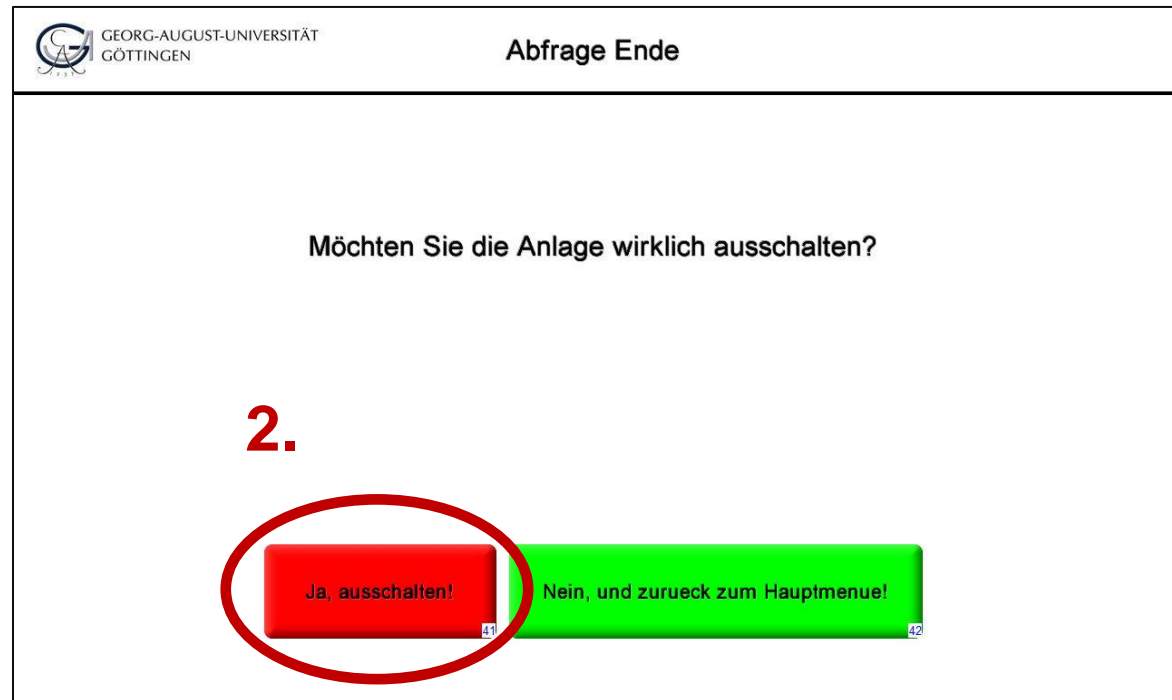 GEORG-AUGUST-UNIVERSITÄT
GÖTTINGEN
Abfrage Ende
Möchten Sie die Anlage wirklich ausschalten?
2.
Ja, ausschalten!
41
Nein, und zurueck zum Hauptmenue!
42